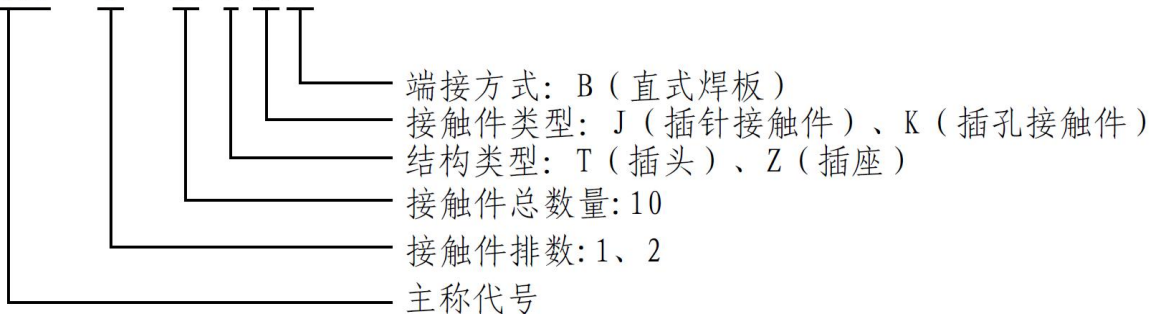 端接方式: B（直式焊板）
接触件类型: J（插针接触件）、K（插孔接触件）
结构类型: T（插头）、Z（插座）
接触件总数量:10
接触件排数:1、2
主称代号